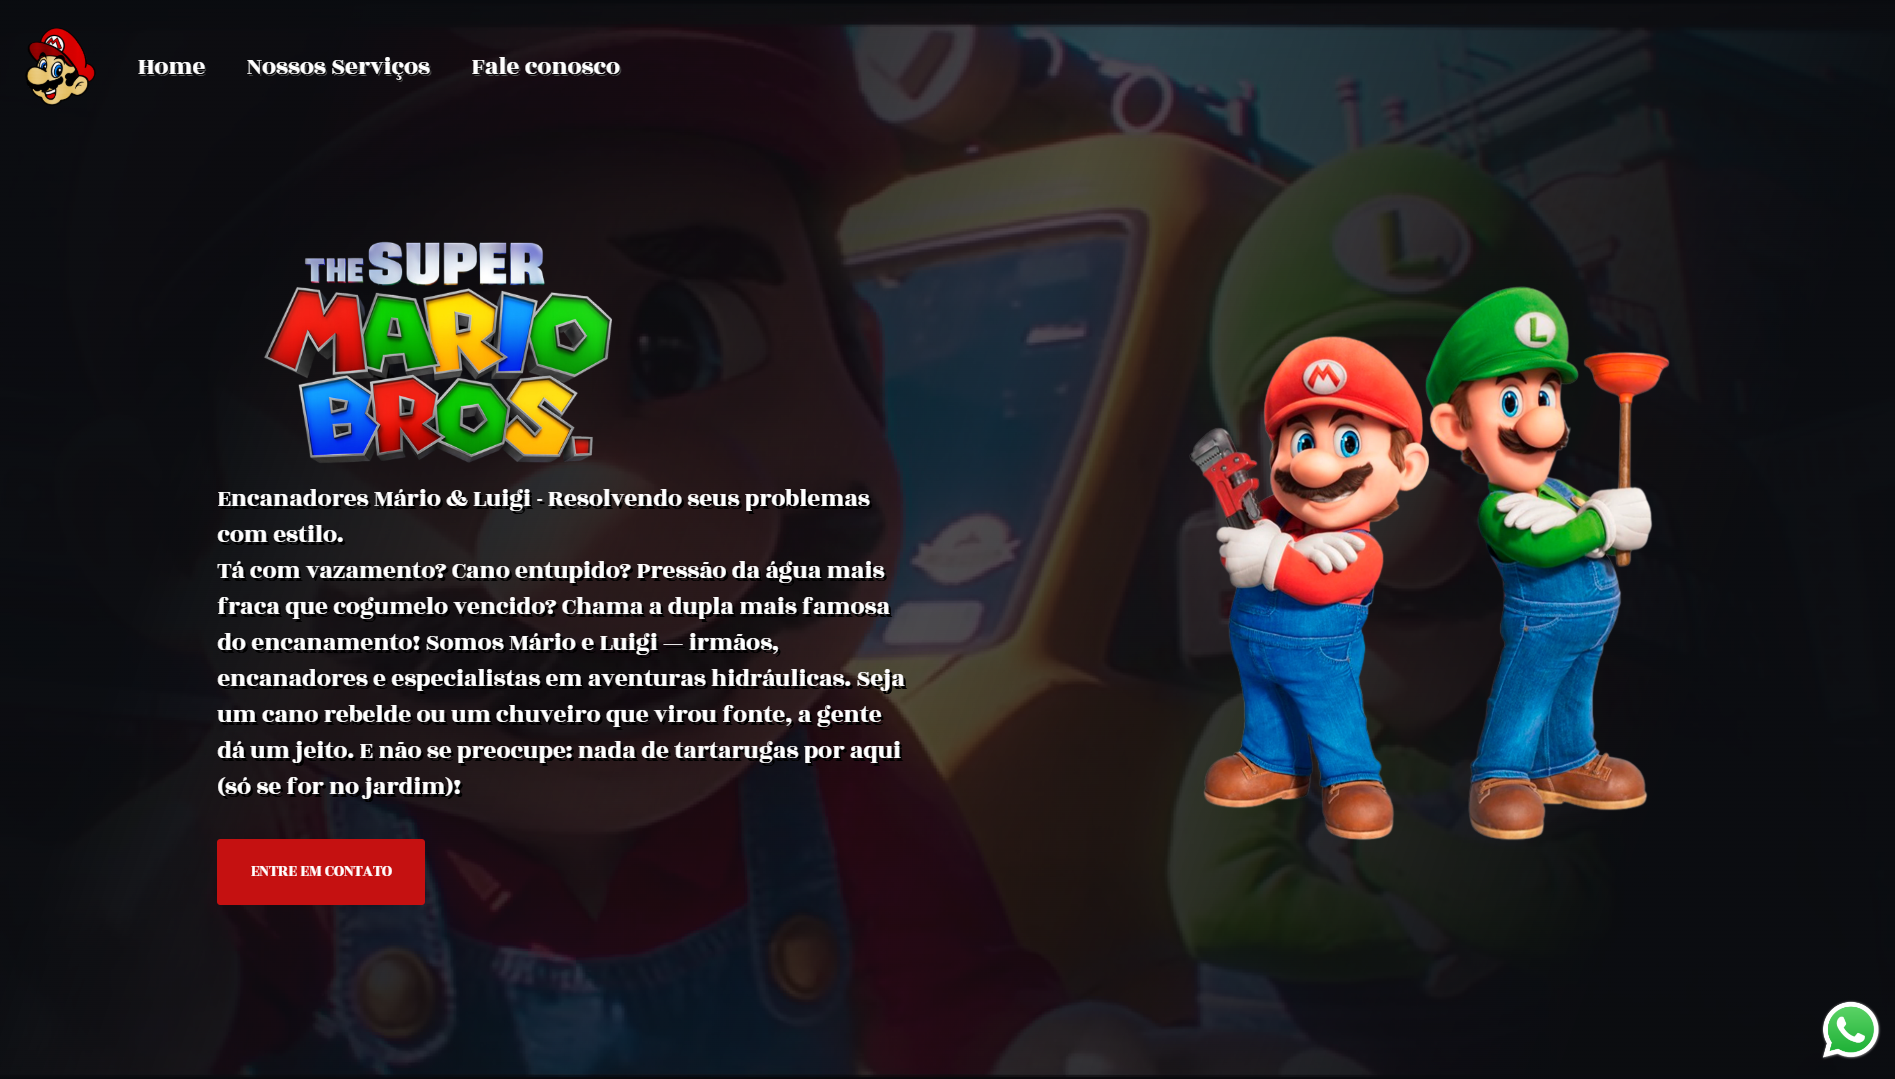 Home Nossos Serviços Fale conosco
THE SUPER
MARIO
BROS.
Encanadores Mário & Luigi - Resolvendo seus problemas
com estilo.
Tá com vazamento? Cano entupido? Pressão da água mais
fraca que cogumelo vencido? Chama a dupla mais famosa
do encanamento! Somos Mário e Luigi — irmãos,
encanadores e especialistas em aventuras hidráulicas. Seja
um cano rebelde ou um chuveiro que virou fonte, a gente
dá um jeito. E não se preocupe: nada de tartarugas por aqui
(só se for no jardim)!
ENTRE EM CONTATO
M
L
M
L